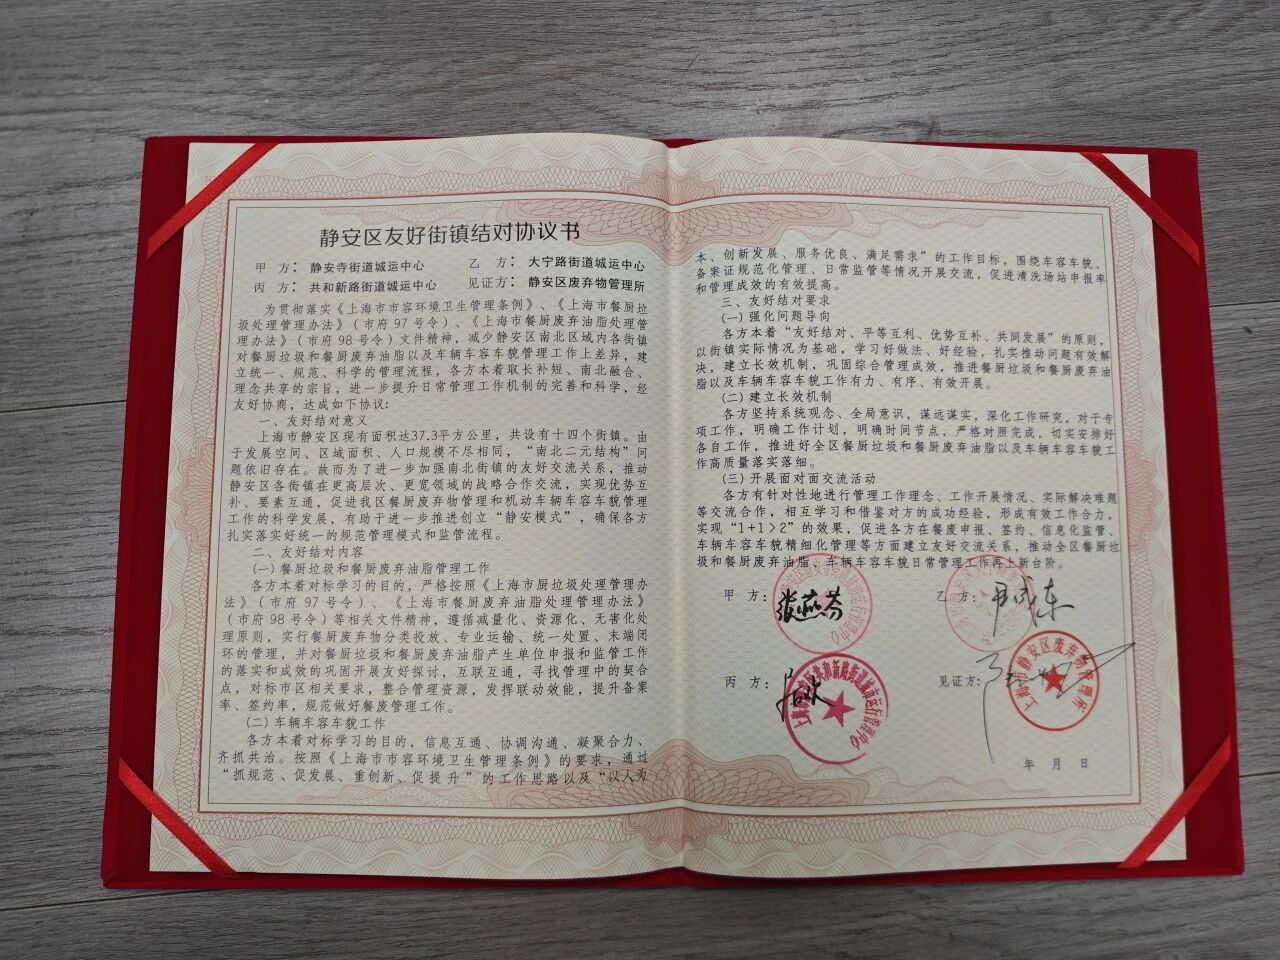 静安区友好街镇结对协议书
甲 方： 静安寺街道城运中心 乙 方： 大宁路街道城运中心
丙 方： 共和新路街道城运中心 见证方： 静安区废弃物管理所
为贯彻落实《上海市市容环境卫生管理条例》、《上海市餐厨垃
圾处理管理办法》（市府97号令）、《上海市餐厨废弃油脂处理管
理办法》（市府98号令）文件精神，减少静安区南北区域内各街镇
对餐厨垃圾和餐厨废弃油脂以及车辆车容车貌管理工作上差异，建
立统一、规范、科学的管理流程，各方本着取长补短、南北融合、
理念共享的宗旨，进一步提升日常管理工作机制的完善和科学，经
友好协商，达成如下协议：
一、友好结对意义
上海市静安区现有面积达37.3平方公里，共设有十四个街镇。由
于发展空间、区域面积、人口规模不尽相同，“南北二元结构”问
题依旧存在。故而为了进一步加强南北街镇的友好交流关系，推动
静安区各街镇在更高层次、更宽领域的战略合作交流，实现优势互
补、要素互通，促进我区餐厨废弃物管理和机动车辆车容车貌管理
工作的科学发展，有助于进一步推进创立“静安模式”，确保各方
扎实落实好统一的规范管理模式和监管流程。
二、友好结对内容
(一)餐厨垃圾和餐厨废弃油脂管理工作
各方本着对标学习的目的，严格按照《上海市厨垃圾处理管理办
法》（市府97号令）、《上海市餐厨废弃油脂处理管理办法》
（市府98号令）等相关文件精神，遵循减量化、资源化、无害化处
理原则，实行餐厨废弃物分类投放、专业运输、统一处置、末端闭
环的管理，并对餐厨垃圾和餐厨废弃油脂产生单位申报和监管工作
的落实和成效的巩固开展友好探讨，互联互通，寻找管理中的契合
点，对标市区相关要求，整合管理资源，发挥联动效能，提升备案
率、签约率，规范做好餐废管理工作。
(二)车辆车容车貌工作
各方本着对标学习的目的，信息互通、协调沟通、凝聚合力、
齐抓共治。按照《上海市市容环境卫生管理条例》的要求，通过
“抓规范、促发展、重创新、促提升”的工作思路以及“以人为
本、创新发展、服务优良、满足需求”的工作目标，围绕车容车貌、
备案证规范化管理、日常监管等情况开展交流，促进清洗场站申报率
和管理成效的有效提高。
三、友好结对要求
(一)强化问题导向
各方本着“友好结对、平等互利、优势互补、共同发展”的原则，
以街镇实际情况为基础，学习好做法、好经验，扎实推动问题有效解
决，建立长效机制，巩固综合管理成效，推进餐厨垃圾和餐厨废弃油
脂以及车辆车容车貌工作有力、有序、有效开展。
(二)建立长效机制
各方坚持系统观念、全局意识，谋远谋实，深化工作研究，对于专
项工作，明确工作计划，明确时间节点，严格对照完成，切实安排好
各自工作，推进好全区餐厨垃圾和餐厨废弃油脂以及车辆车容车貌工
作高质量落实落细。
(三)开展面对面交流活动
各方有针对性地进行管理工作理念、工作开展情况、实际解决难题
等交流合作，相互学习和借鉴对方的成功经验，形成有效工作合力，
实现“1+1＞2”的效果，促进各方在餐废申报、签约、信息化监管、
车辆车容车貌精细化管理等方面建立友好交流关系，推动全区餐厨垃
圾和餐厨废弃油脂、车辆车容车貌日常管理工作再上新台阶。
甲 方： 张燕芬 乙 方：
丙 方： 见证方：
上海市静安区共和新路街道城市运行管理中心
上海市静安区废弃物管理所
年 月 日